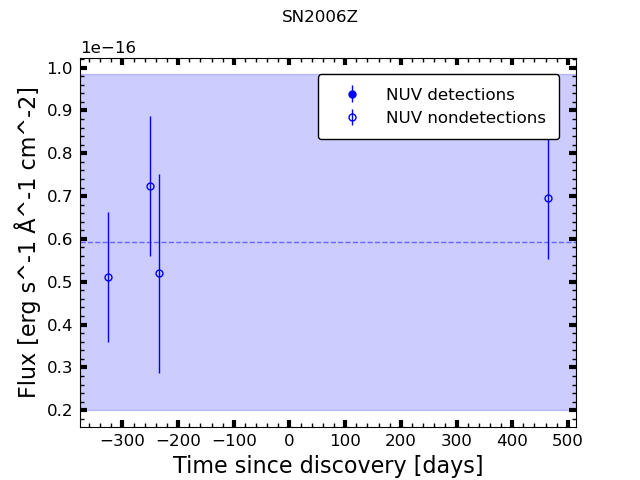 SN2006Z
1e−16
1.0
0.9
0.8
0.7
0.6
0.5
0.4
0.3
0.2
Flux [erg s^-1 Å^-1 cm^-2]
NUV detections
NUV nondetections
−300 −200 −100 0 100 200 300 400 500
Time since discovery [days]